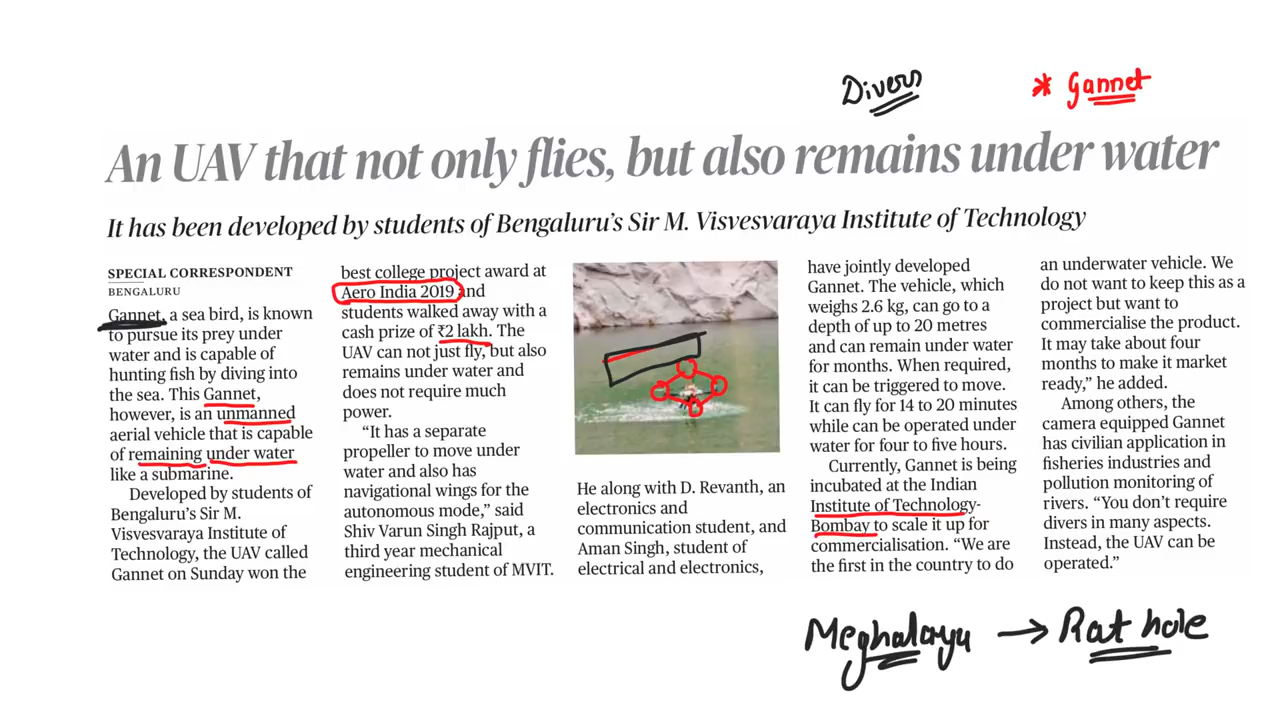 Divers
* Gannet
An UAV that not only flies, but also remains under water
It has been developed by students of Bengaluru's Sir M. Visvesvaraya Institute of Technology
SPECIAL CORRESPONDENT
BENGALURU
Gannet, a sea bird, is known
to pursue its prey under
water and is capable of
hunting fish by diving into
the sea. This Gannet,
however, is an unmanned
aerial vehicle that is capable
of remaining under water
like a submarine.
Developed by students of
Bengaluru's Sir M.
Visvesvaraya Institute of
Technology, the UAV called
Gannet on Sunday won the
best college project award at
Aero India 2019 and
students walked away with a
cash prize of ₹2 lakh. The
UAV can not just fly, but also
remains under water and
does not require much
power.
"It has a separate
propeller to move under
water and also has
navigational wings for the
autonomous mode," said
Shiv Varun Singh Rajput, a
third year mechanical
engineering student of MVIT.
He along with D. Revanth, an
electronics and
communication student, and
Aman Singh, student of
electrical and electronics,
have jointly developed
Gannet. The vehicle, which
weighs 2.6 kg, can go to a
depth of up to 20 metres
and can remain under water
for months. When required,
it can be triggered to move.
It can fly for 14 to 20 minutes
while can be operated under
water for four to five hours.
Currently, Gannet is being
incubated at the Indian
Institute of Technology-
Bombay to scale it up for
commercialisation. "We are
the first in the country to do
an underwater vehicle. We
do not want to keep this as a
project but want to
commercialise the product.
It may take about four
months to make it market
ready," he added.
Among others, the
camera equipped Gannet
has civilian application in
fisheries industries and
pollution monitoring of
rivers. "You don't require
divers in many aspects.
Instead, the UAV can be
operated."
Meghalaya → Rat hole